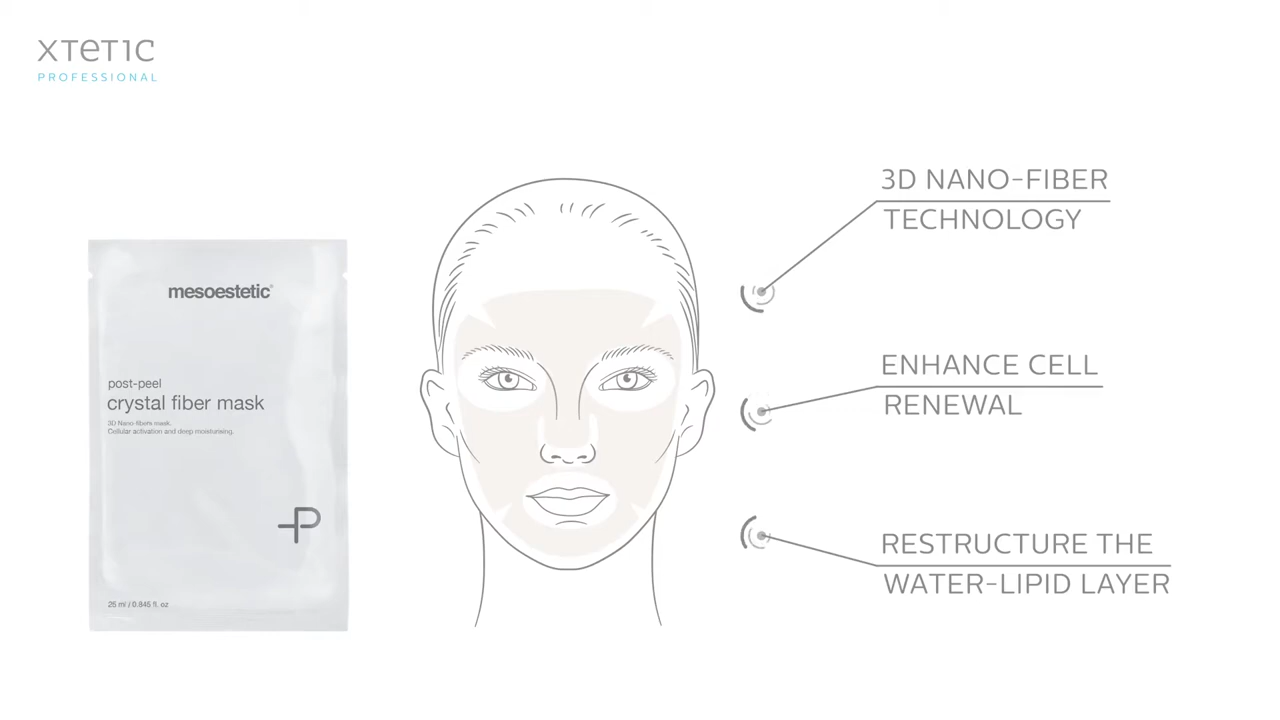 xtetic
PROFESSIONAL
3D NANO-FIBER
TECHNOLOGY
mesoestetic®
ENHANCE CELL
RENEWAL
post-peel
crystal fiber mask
3D Nano-fibers mask.
Cellular activation and deep moisturising.
RESTRUCTURE THE
WATER-LIPID LAYER
25 ml / 0.845 fl. oz